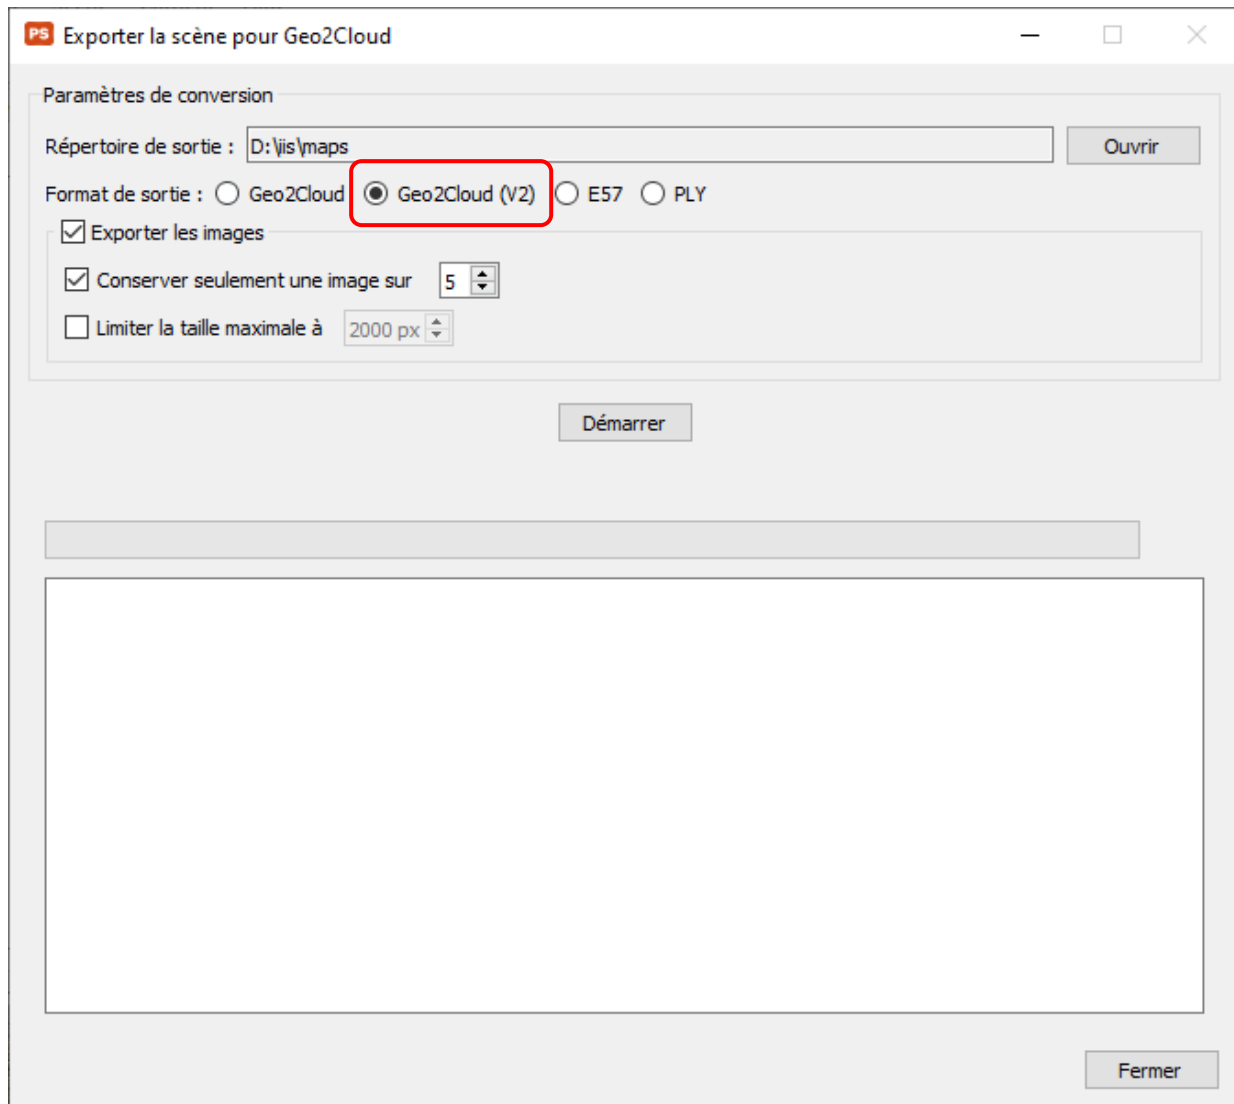 PS Exporter la scène pour Geo2Cloud
Paramètres de conversion
Répertoire de sortie : D:\iis\maps Ouvrir
Format de sortie : Geo2Cloud Geo2Cloud (V2) E57 PLY
Exporter les images
Conserver seulement une image sur 5
Limiter la taille maximale à 2000 px
Démarrer
Fermer